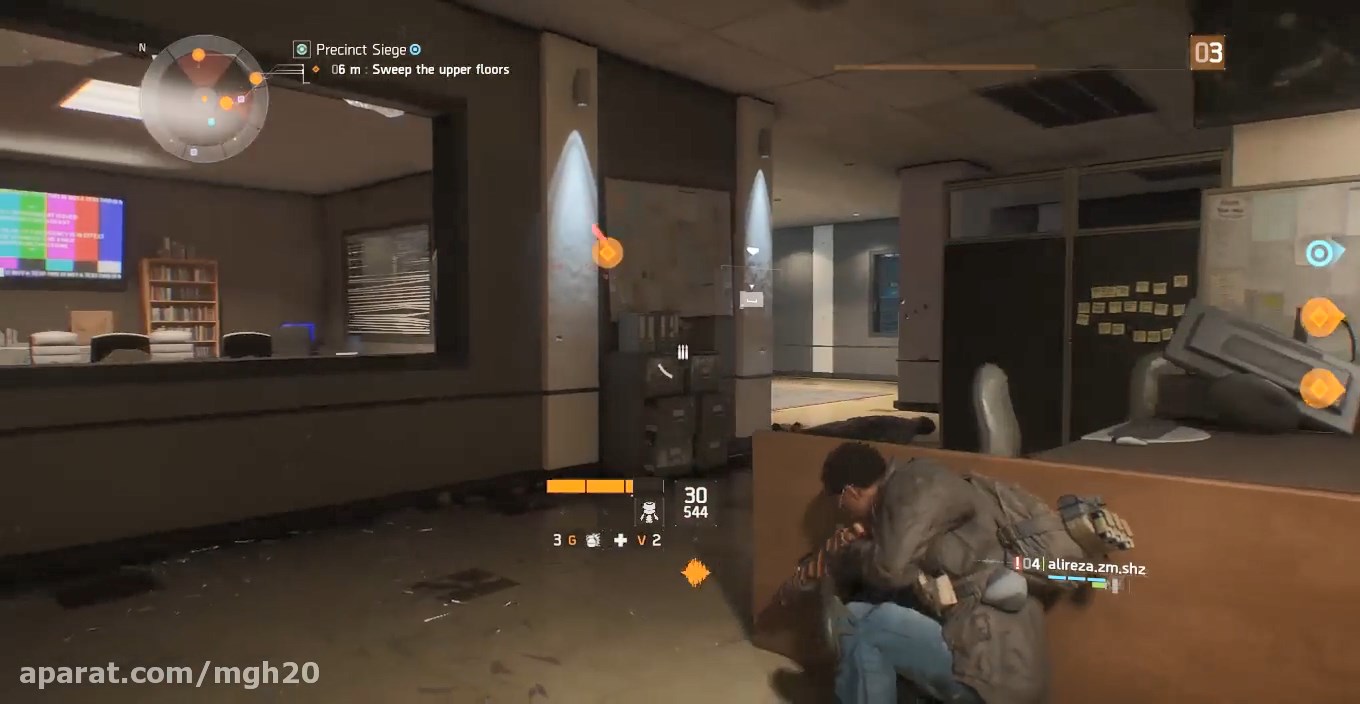 N
Precinct Siege
06 m : Sweep the upper floors
03
30
544
3 G
V 2
04 alireza.zm.shz
aparat.com/mgh20